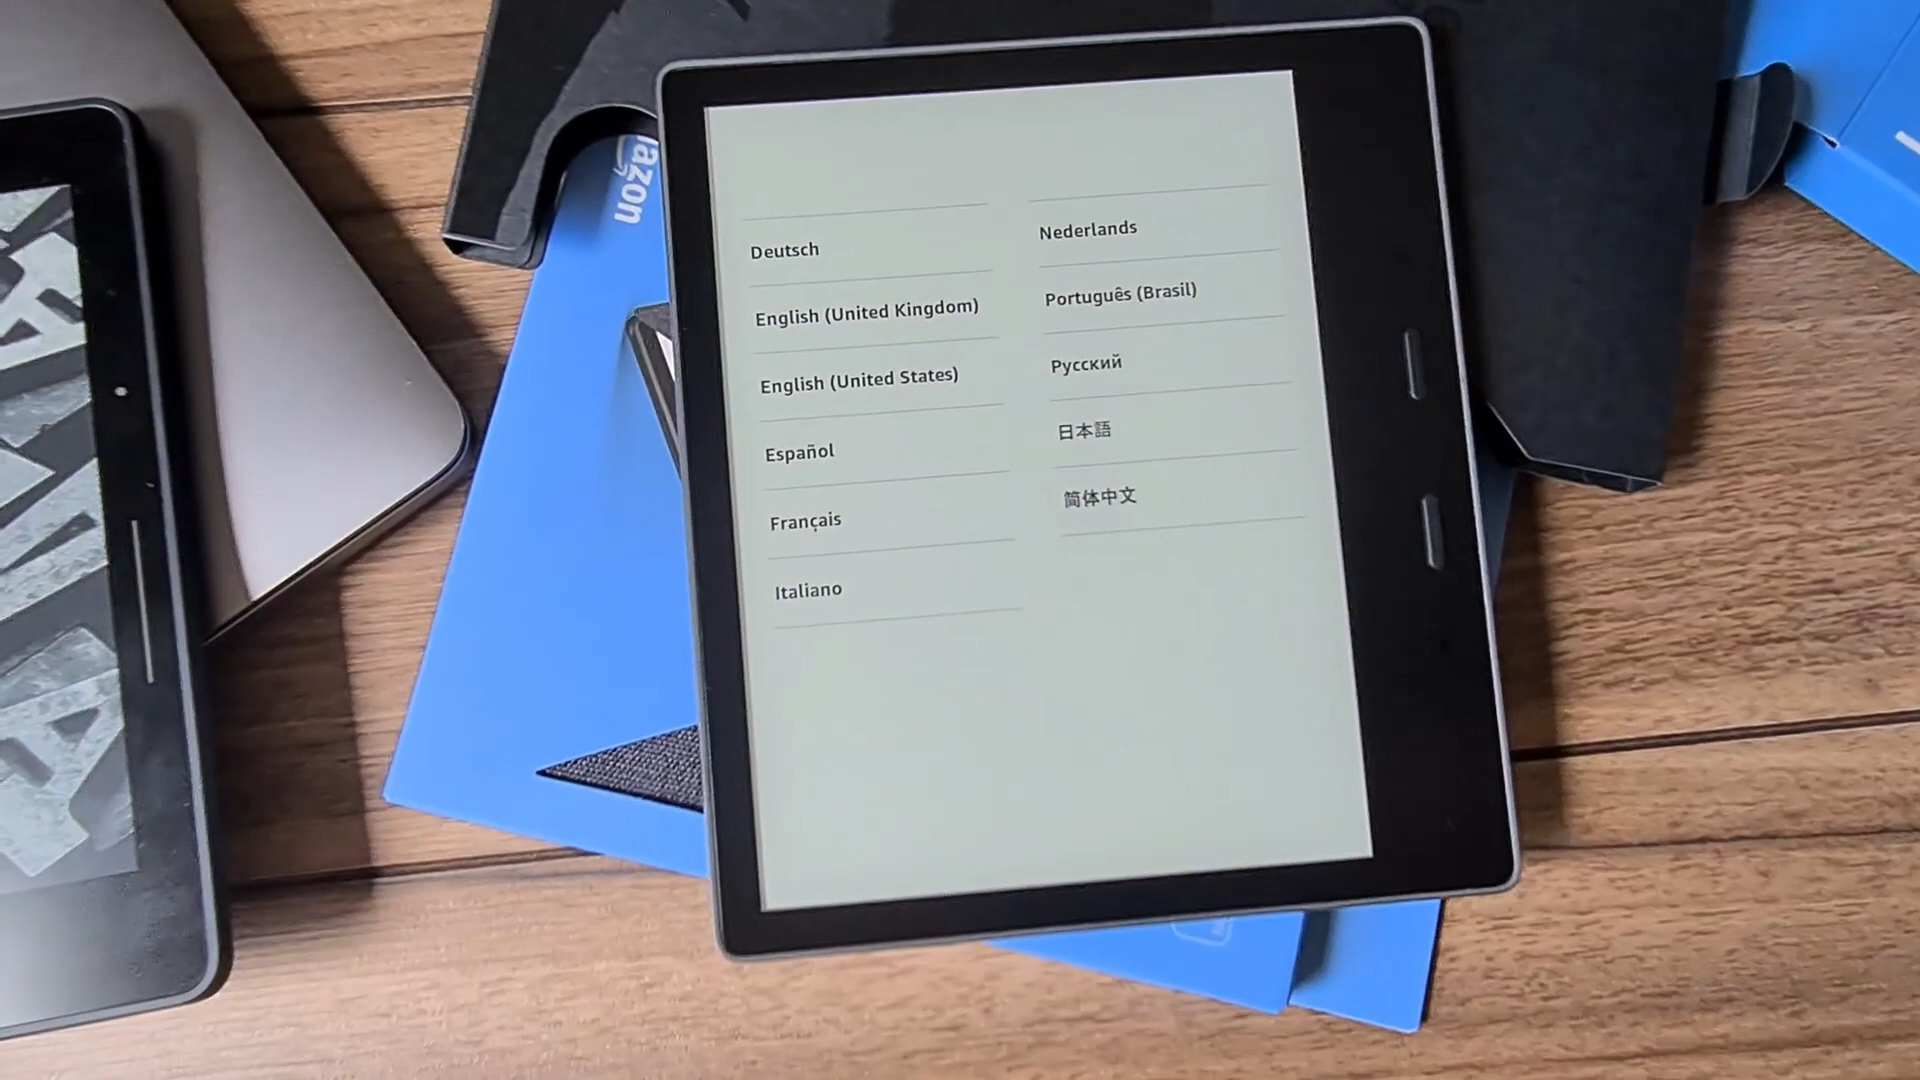 amazon
Deutsch
English (United Kingdom)
English (United States)
Español
Français
Italiano
Nederlands
Português (Brasil)
Русский
日本語
简体中文